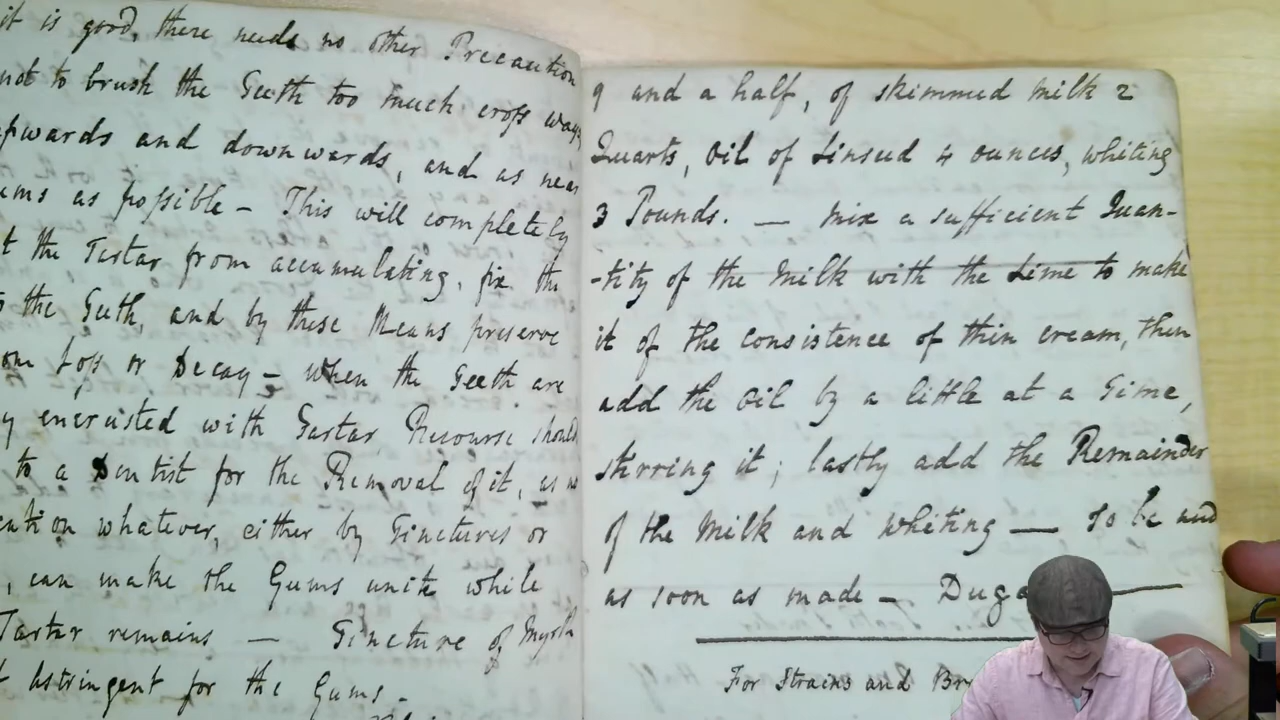 it is good, there needs no other Precaution
not to brush the Teeth too much cross ways
upwards and downwards, and as near
ums as possible – This will completely
t the Tartar from accumulating, fix the
s the Teeth, and by these Means preserve
om Loss or Decay – When the Teeth are
y encrusted with Tartar Recourse should
to a Dentist for the Removal of it, as no
cation whatever, either by Tinctures or
, can make the Gums unite while
Tartar remains — Tincture of Myrrh
t Astringent for the Gums –
9 and a half, of skimmed Milk 2
Quarts, Oil of Linseed 4 ounces, whiting
3 Pounds. — Mix a sufficient Quan-
-tity of the Milk with the Lime to make
it of the consistence of thin cream, then
add the Oil by a little at a Time,
stirring it; lastly add the Remainder
of the Milk and Whiting — To be used
as soon as made – Duga
For Strains and Br